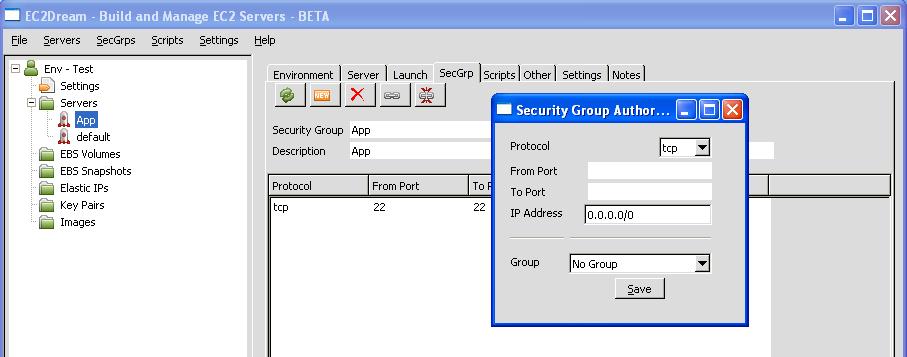 EC2Dream - Build and Manage EC2 Servers - BETA
File Servers SecGrps Scripts Settings Help
Env - Test
Settings
Servers
App
default
EBS Volumes
EBS Snapshots
Elastic IPs
Key Pairs
Images
Environment Server Launch SecGrp Scripts Other Settings Notes
NEW
Security Group App
Description App
Protocol From Port To P
tcp 22 22
Security Group Author...
Protocol tcp
From Port
To Port
IP Address 0.0.0.0/0
Group No Group
Save